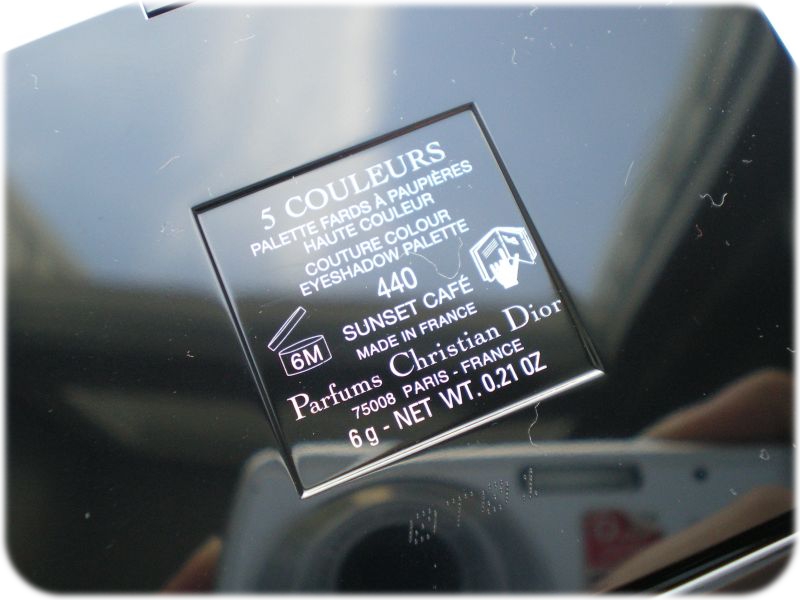 5 COULEURS
PALETTE FARDS À PAUPIÈRES
HAUTE COULEUR
COUTURE COLOUR
EYESHADOW PALETTE
440
SUNSET CAFÉ
MADE IN FRANCE
6M
Parfums Christian Dior
75008 PARIS - FRANCE
6 g - NET WT. 0.21 OZ